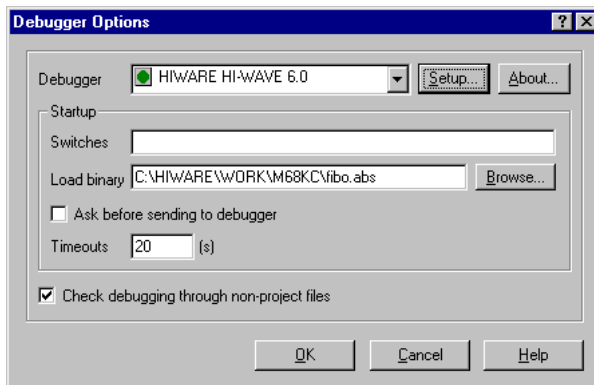 Debugger Options
Debugger HIWARE HI-WAVE 6.0 Setup... About...
Startup
Switches
Load binary C:\HIWARE\WORK\M68KC\fibo.abs Browse...
Ask before sending to debugger
Timeouts 20 (s)
Check debugging through non-project files
OK Cancel Help